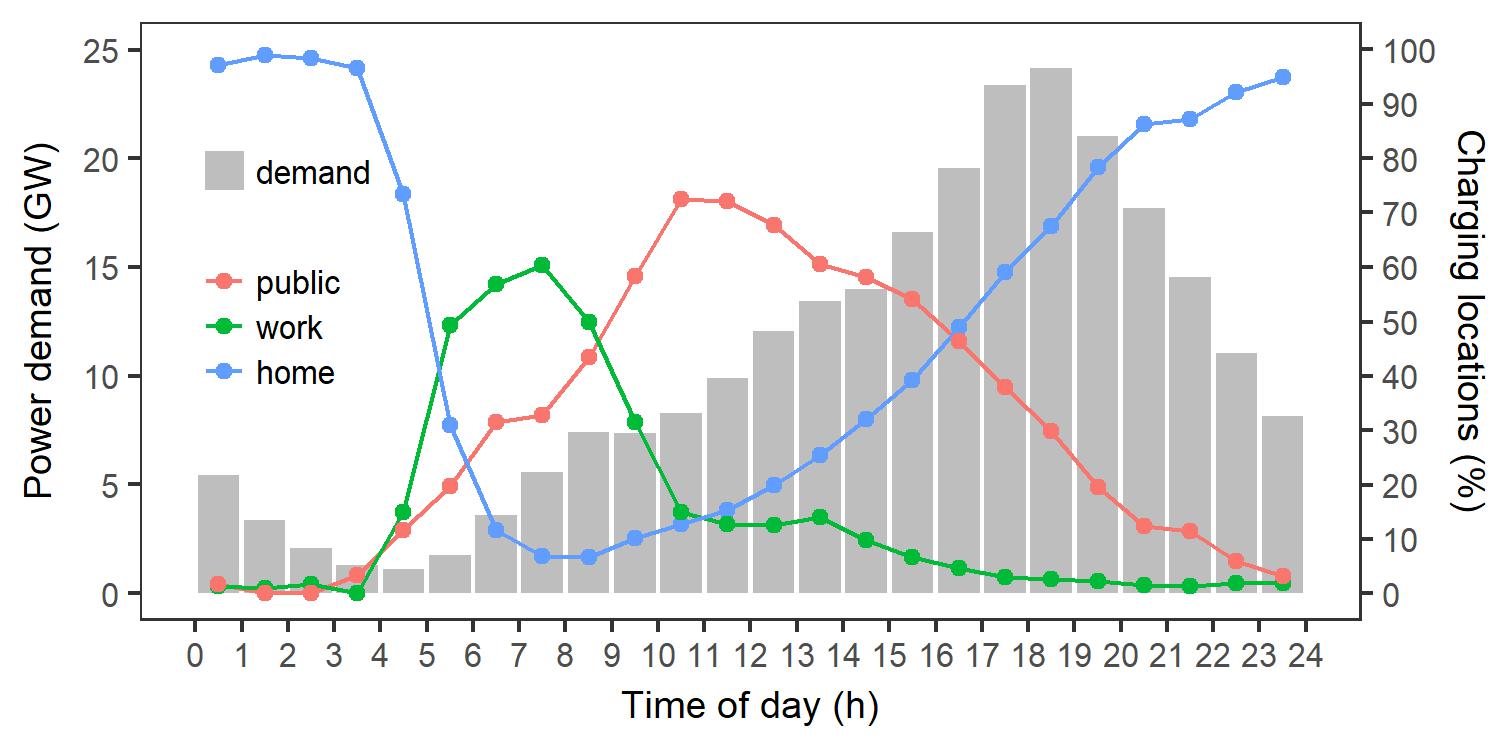 25
20
15
10
5
0
Power demand (GW)
demand
public
work
home
100
90
80
70
60
50
40
30
20
10
0
Charging locations (%)
0 1 2 3 4 5 6 7 8 9 10 11 12 13 14 15 16 17 18 19 20 21 22 23 24
Time of day (h)